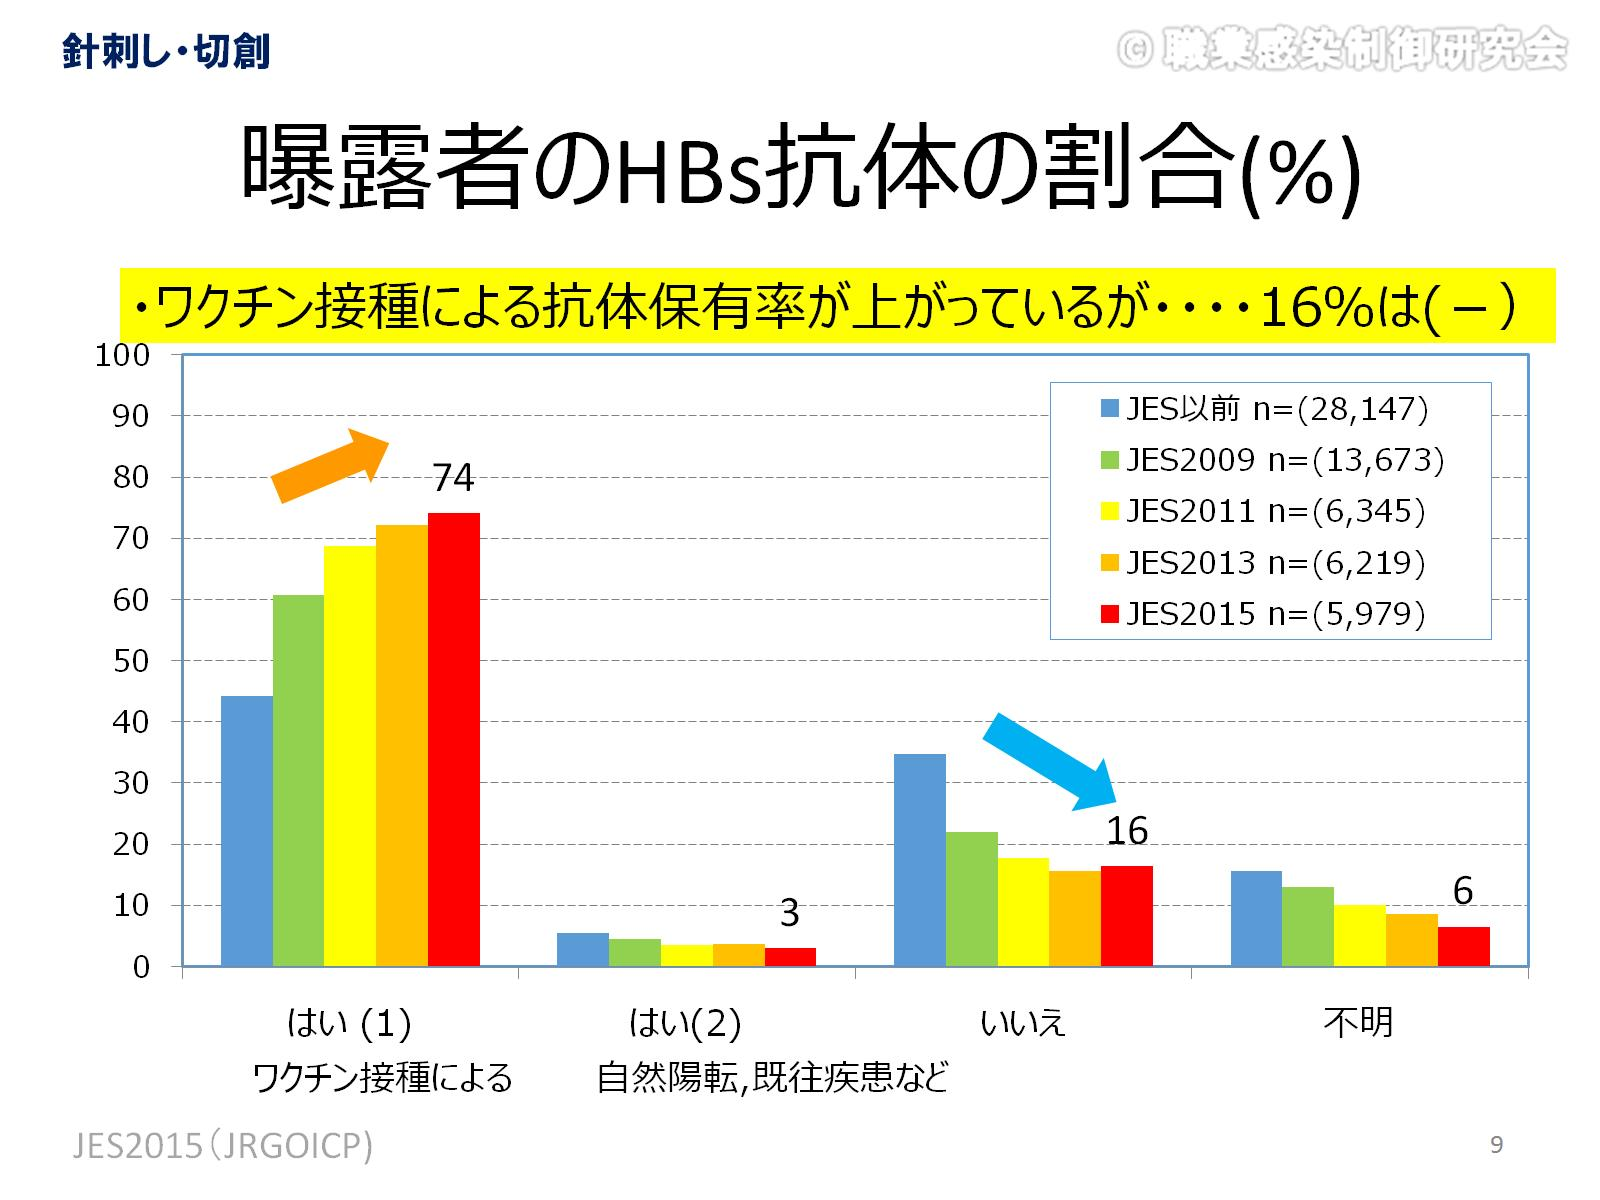 針刺し・切創
© 職業感染制御研究会
曝露者のHBs抗体の割合(%)
・ワクチン接種による抗体保有率が上がっているが・・・・16%は(－)
100
90
80
70
60
50
40
30
20
10
0
74
3
16
6
JES以前 n=(28,147)
JES2009 n=(13,673)
JES2011 n=(6,345)
JES2013 n=(6,219)
JES2015 n=(5,979)
はい (1)
はい(2)
いいえ
不明
ワクチン接種による
自然陽転,既往疾患など
JES2015(JRGOICP)
9